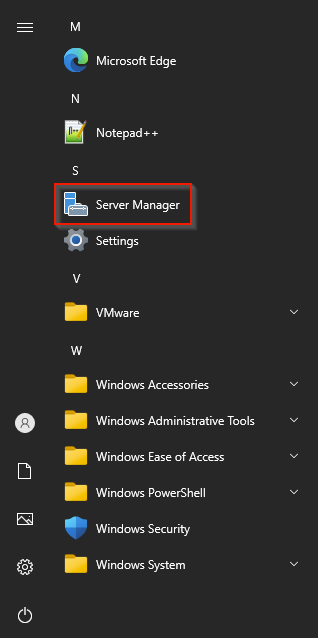 M
Microsoft Edge
N
Notepad++
S
Server Manager
Settings
V
VMware
W
Windows Accessories
Windows Administrative Tools
Windows Ease of Access
Windows PowerShell
Windows Security
Windows System